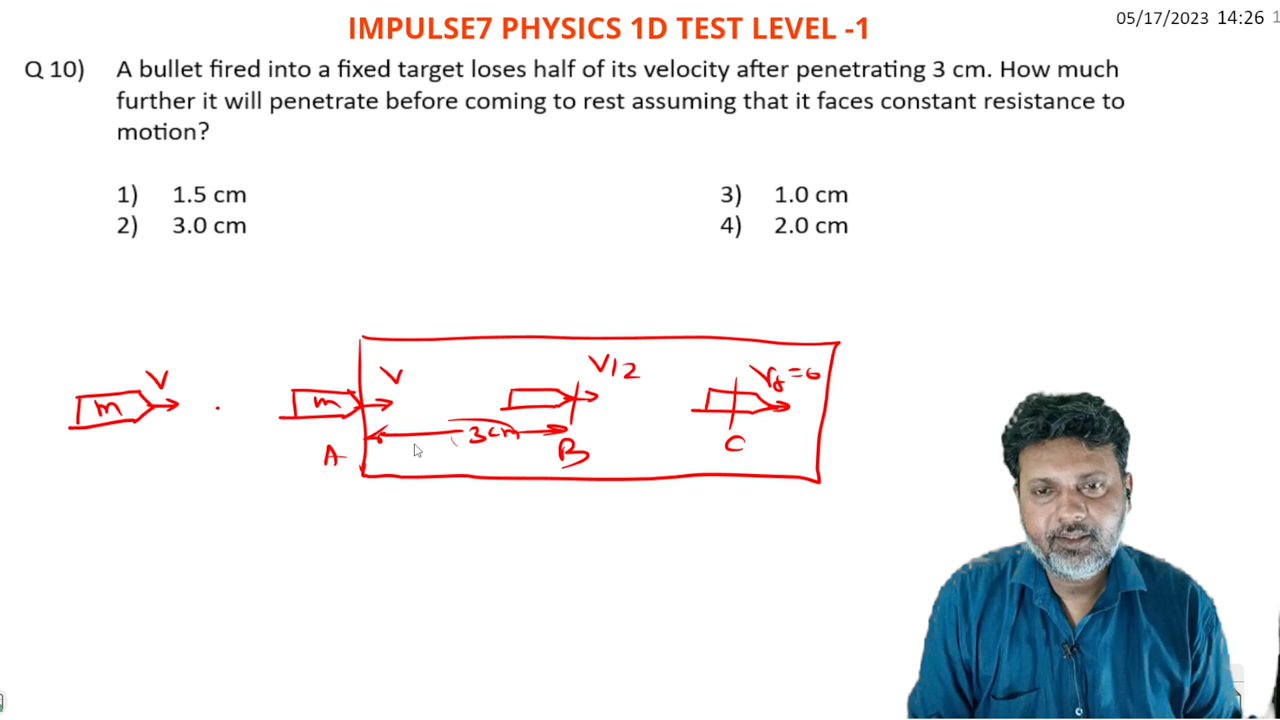 05/17/2023 14:26
IMPULSE7 PHYSICS 1D TEST LEVEL -1
Q 10) A bullet fired into a fixed target loses half of its velocity after penetrating 3 cm. How much
further it will penetrate before coming to rest assuming that it faces constant resistance to
motion?
1) 1.5 cm
2) 3.0 cm
3) 1.0 cm
4) 2.0 cm
V
m
m
V
V/2
Vf=0
3cm
A
B
C